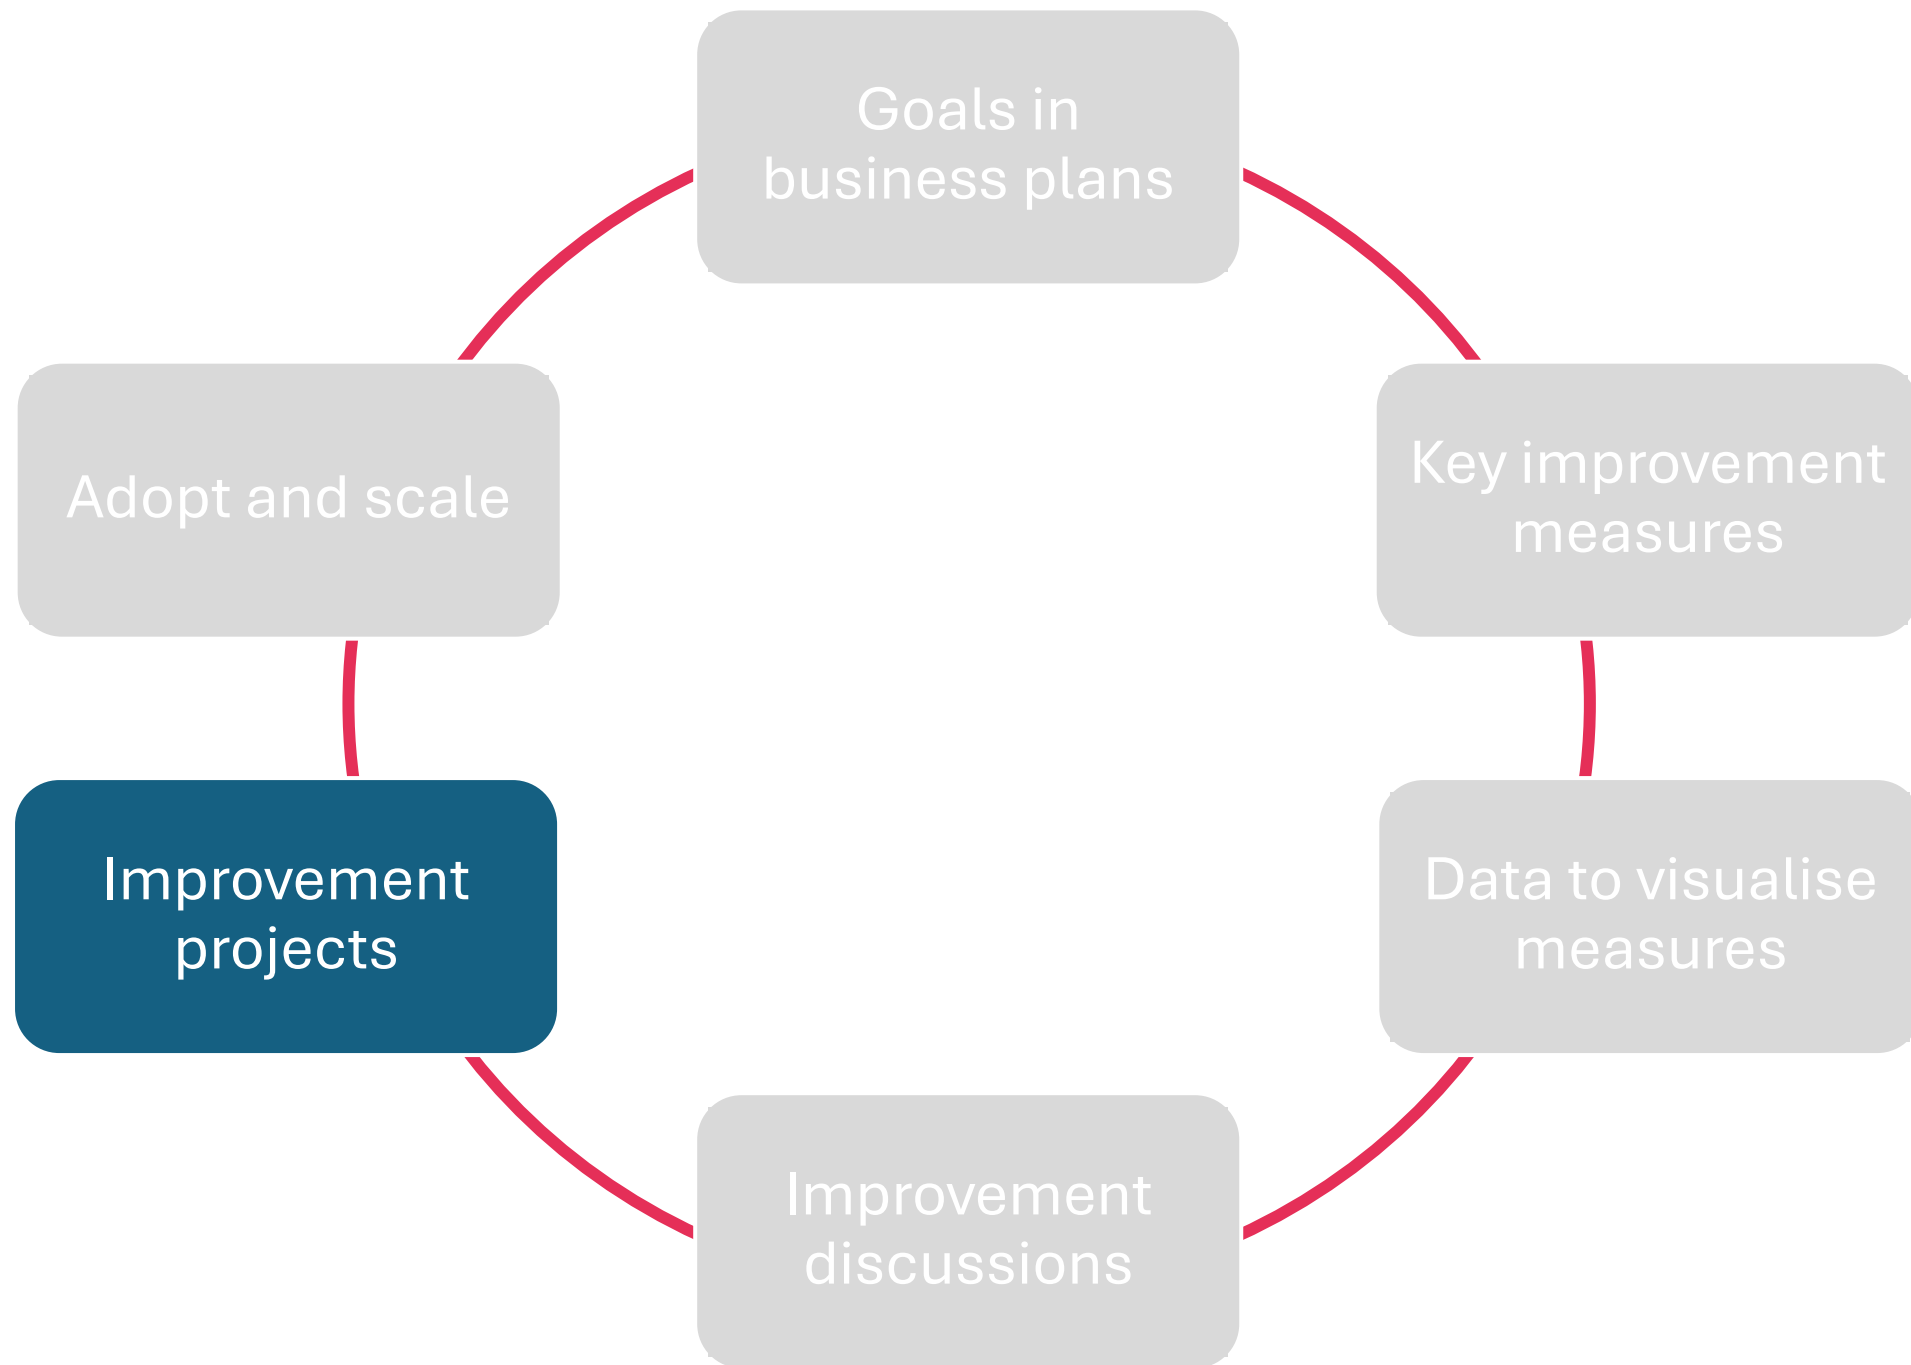 Goals in
business plans
Key improvement
measures
Data to visualise
measures
Improvement
discussions
Improvement
projects
Adopt and scale